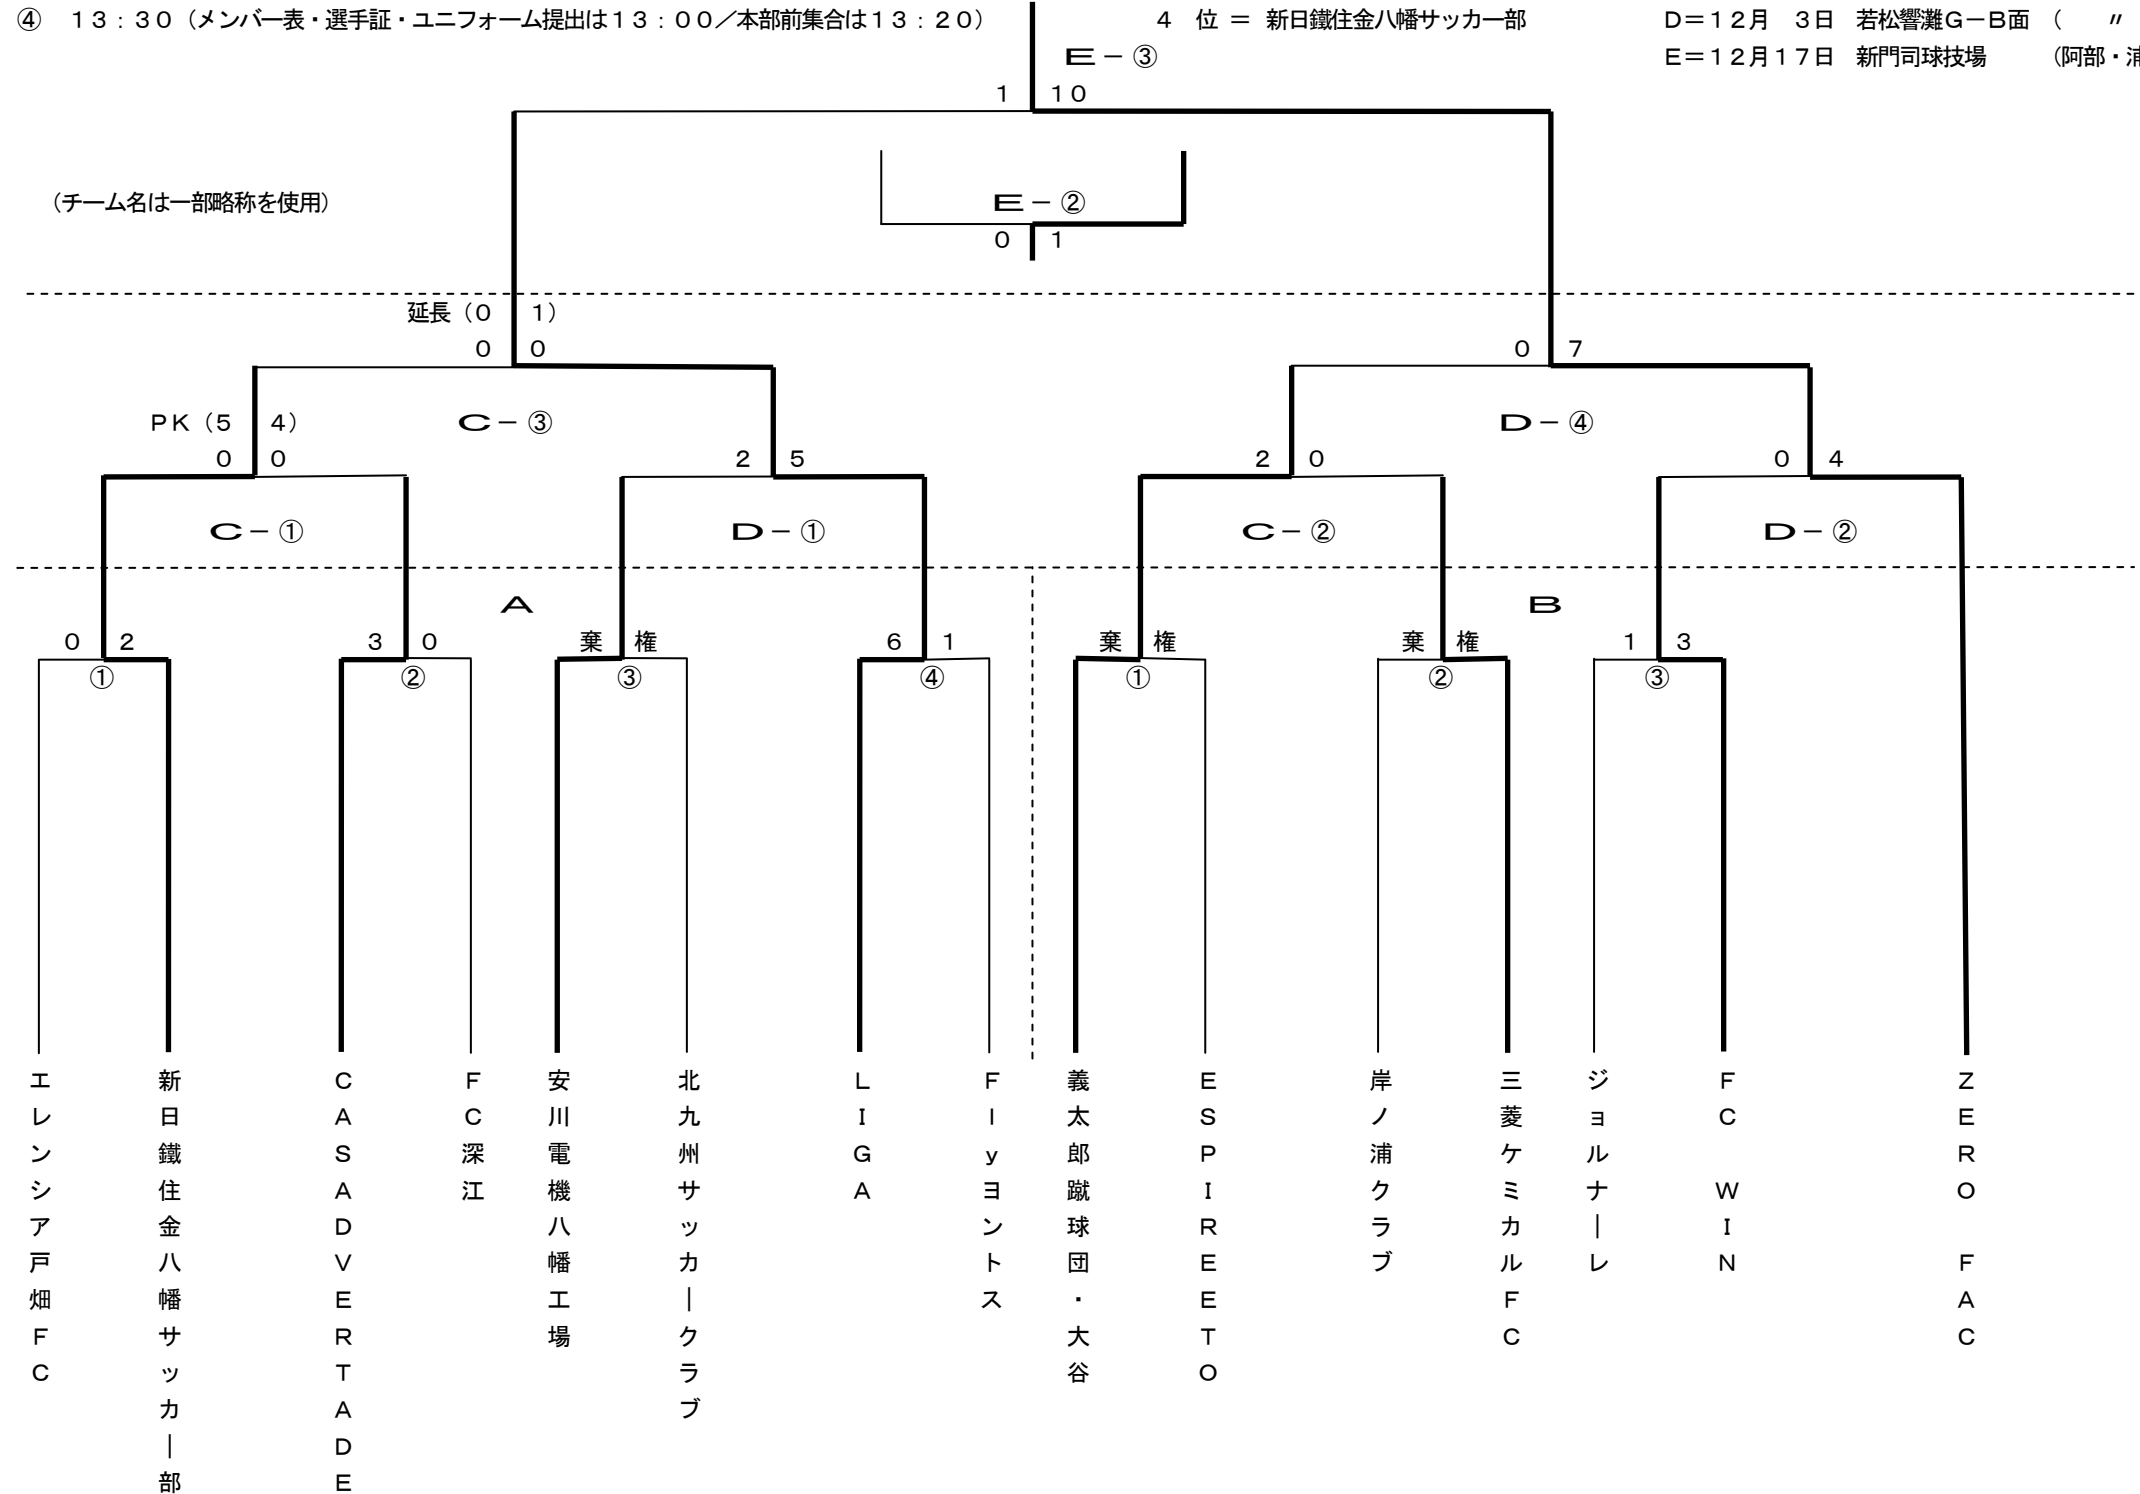 ④　１３：３０（メンバー表・選手証・ユニフォーム提出は１３：００／本部前集合は１３：２０）
４　位 ＝ 新日鐵住金八幡サッカー部
Ｄ＝１２月　３日　若松響灘Ｇ－Ｂ面　（　　〃
Ｅ＝１２月１７日　新門司球技場　　　（阿部・浦
Ｅ－③
１　１０
（チーム名は一部略称を使用）
Ｅ－②
０　１
延長（０　１）
０　０
０　７
ＰＫ（５　４）
Ｃ－③
Ｄ－④
０　０
２　５
２　０
０　４
Ｃ－①
Ｄ－①
Ｃ－②
Ｄ－②
Ａ
Ｂ
０　２
３　０
棄　権
６　１
棄　権
棄　権
１　３
①
②
③
④
①
②
③
エレンシア戸畑ＦＣ
新日鐵住金八幡サッカー部
ＣＡＳＡＤＶＥＲＴＡＤＥ
ＦＣ深江
安川電機八幡工場
北九州サッカークラブ
ＬＩＧＡ
Ｆｌｙヨントス
義太郎蹴球団・大谷
ＥＳＰＩＲＥＥＴＯ
岸ノ浦クラブ
三菱ケミカルＦＣ
ジョルナーレ
ＦＣ　ＷＩＮ
ＺＥＲＯ　ＦＡＣ